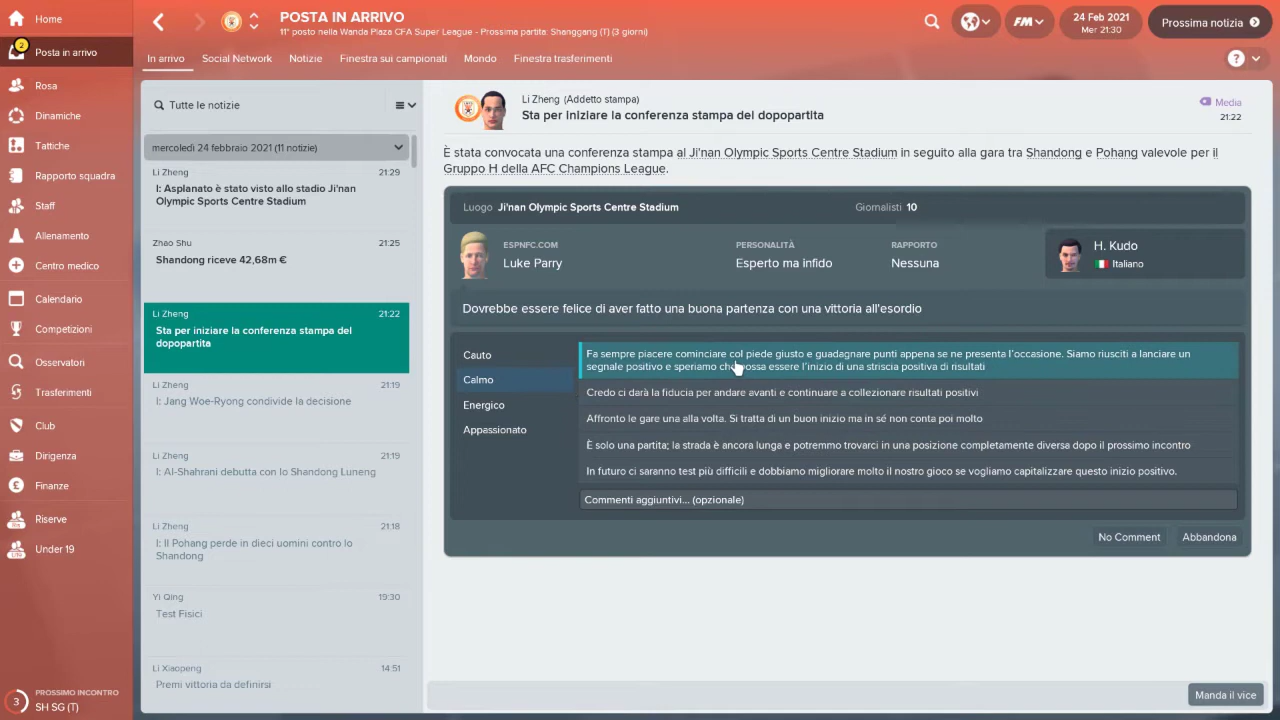 Home
2
Posta in arrivo
Rosa
Dinamiche
Tattiche
Rapporto squadra
Staff
Allenamento
Centro medico
Calendario
Competizioni
Osservatori
Trasferimenti
Club
Dirigenza
Finanze
Riserve
Under 19
3
PROSSIMO INCONTRO
SH SG (T)
POSTA IN ARRIVO
11° posto nella Wanda Plaza CFA Super League - Prossima partita: Shanggang (T) (3 giorni)
FM
24 Feb 2021
Mer 21:30
Prossima notizia
In arrivo
Social Network
Notizie
Finestra sui campionati
Mondo
Finestra trasferimenti
?
Tutte le notizie
mercoledì 24 febbraio 2021 (11 notizie)
Li Zheng 21:29
I: Asplanato è stato visto allo stadio Ji'nan
Olympic Sports Centre Stadium
Zhao Shu 21:25
Shandong riceve 42,68m €
Li Zheng 21:22
Sta per iniziare la conferenza stampa del
dopopartita
Li Zheng 21:19
I: Jang Woe-Ryong condivide la decisione
Li Zheng 21:19
I: Al-Shahrani debutta con lo Shandong Luneng
Li Zheng 21:18
I: Il Pohang perde in dieci uomini contro lo
Shandong
Yi Qing 19:30
Test Fisici
Li Xiaopeng 14:51
Premi vittoria da definirsi
Li Zheng (Addetto stampa)
Sta per iniziare la conferenza stampa del dopopartita
Media
21:22
È stata convocata una conferenza stampa al Ji'nan Olympic Sports Centre Stadium in seguito alla gara tra Shandong e Pohang valevole per il
Gruppo H della AFC Champions League.
Luogo Ji'nan Olympic Sports Centre Stadium
Giornalisti 10
ESPNFC.COM
Luke Parry
PERSONALITÀ
Esperto ma infido
RAPPORTO
Nessuna
H. Kudo
Italiano
Dovrebbe essere felice di aver fatto una buona partenza con una vittoria all'esordio
Cauto
Calmo
Energico
Appassionato
Fa sempre piacere cominciare col piede giusto e guadagnare punti appena se ne presenta l'occasione. Siamo riusciti a lanciare un
segnale positivo e speriamo che possa essere l'inizio di una striscia positiva di risultati
Credo ci darà la fiducia per andare avanti e continuare a collezionare risultati positivi
Affronto le gare una alla volta. Si tratta di un buon inizio ma in sé non conta poi molto
È solo una partita; la strada è ancora lunga e potremmo trovarci in una posizione completamente diversa dopo il prossimo incontro
In futuro ci saranno test più difficili e dobbiamo migliorare molto il nostro gioco se vogliamo capitalizzare questo inizio positivo.
Commenti aggiuntivi... (opzionale)
No Comment
Abbandona
Manda il vice